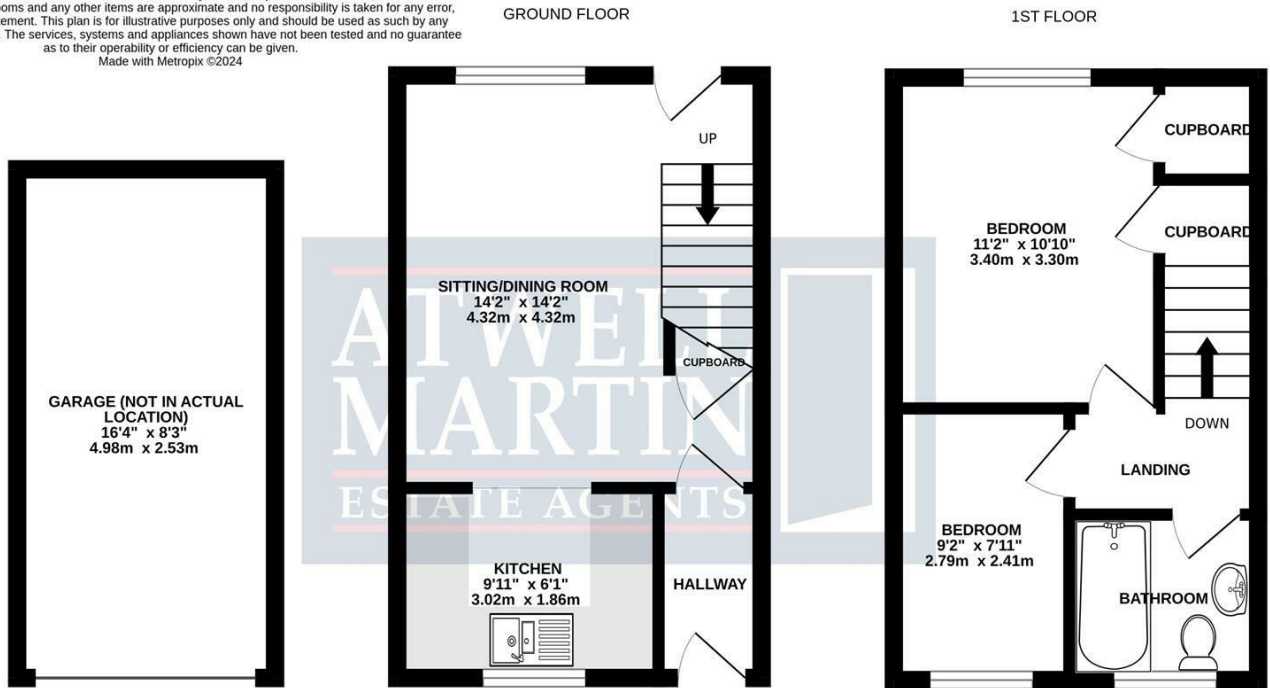 ooms and any other items are approximate and no responsibility is taken for any error,
ement. This plan is for illustrative purposes only and should be used as such by any
. The services, systems and appliances shown have not been tested and no guarantee
as to their operability or efficiency can be given.
Made with Metropix ©2024
GROUND FLOOR
1ST FLOOR
GARAGE (NOT IN ACTUAL
LOCATION)
16'4" x 8'3"
4.98m x 2.53m
UP
SITTING/DINING ROOM
14'2" x 14'2"
4.32m x 4.32m
CUPBOARD
KITCHEN
9'11" x 6'1"
3.02m x 1.86m
HALLWAY
CUPBOARD
CUPBOARD
BEDROOM
11'2" x 10'10"
3.40m x 3.30m
DOWN
LANDING
BEDROOM
9'2" x 7'11"
2.79m x 2.41m
BATHROOM
ATWELL
MARTIN
ESTATE AGENTS